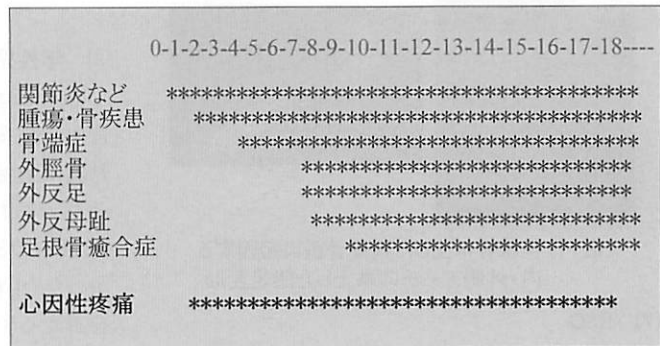 0-1-2-3-4-5-6-7-8-9-10-11-12-13-14-15-16-17-18----
関節炎など ****************************************
腫瘍・骨疾患 **************************************
骨端症 **********************************
外脛骨 ****************************
外反足 ****************************
外反母趾 ****************************
足根骨癒合症 *************************
心因性疼痛 ************************************